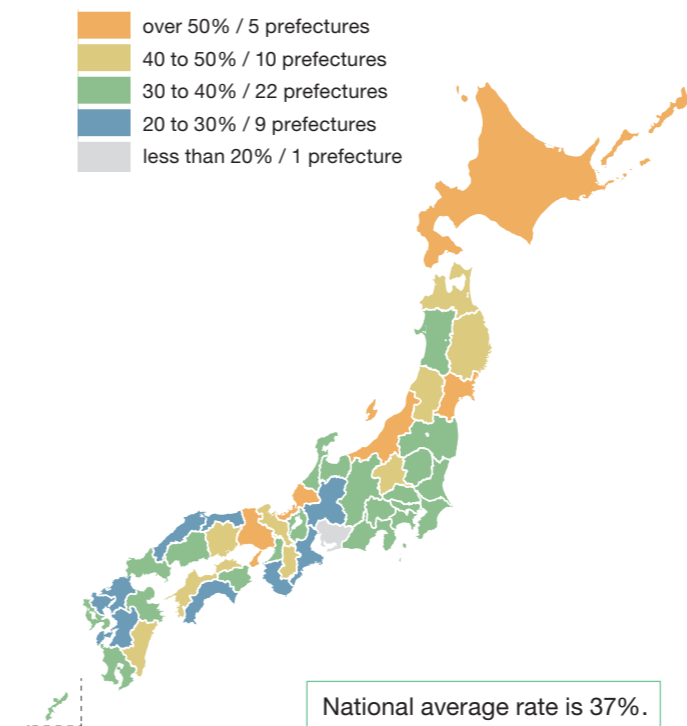 over 50% / 5 prefectures
40 to 50% / 10 prefectures
30 to 40% / 22 prefectures
20 to 30% / 9 prefectures
less than 20% / 1 prefecture
National average rate is 37%.